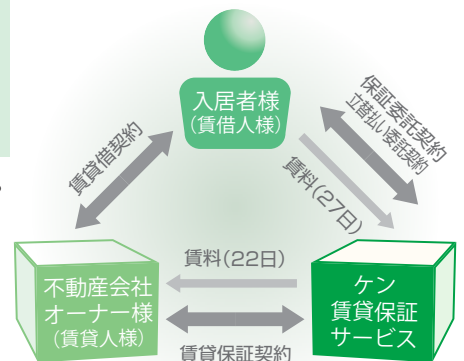 入居者様
(賃借人様)
賃貸借契約
保証委託契約
立替払い委託契約
賃料(27日)
賃料(22日)
不動産会社
オーナー様
(賃貸人様)
ケン
賃貸保証
サービス
賃貸保証契約